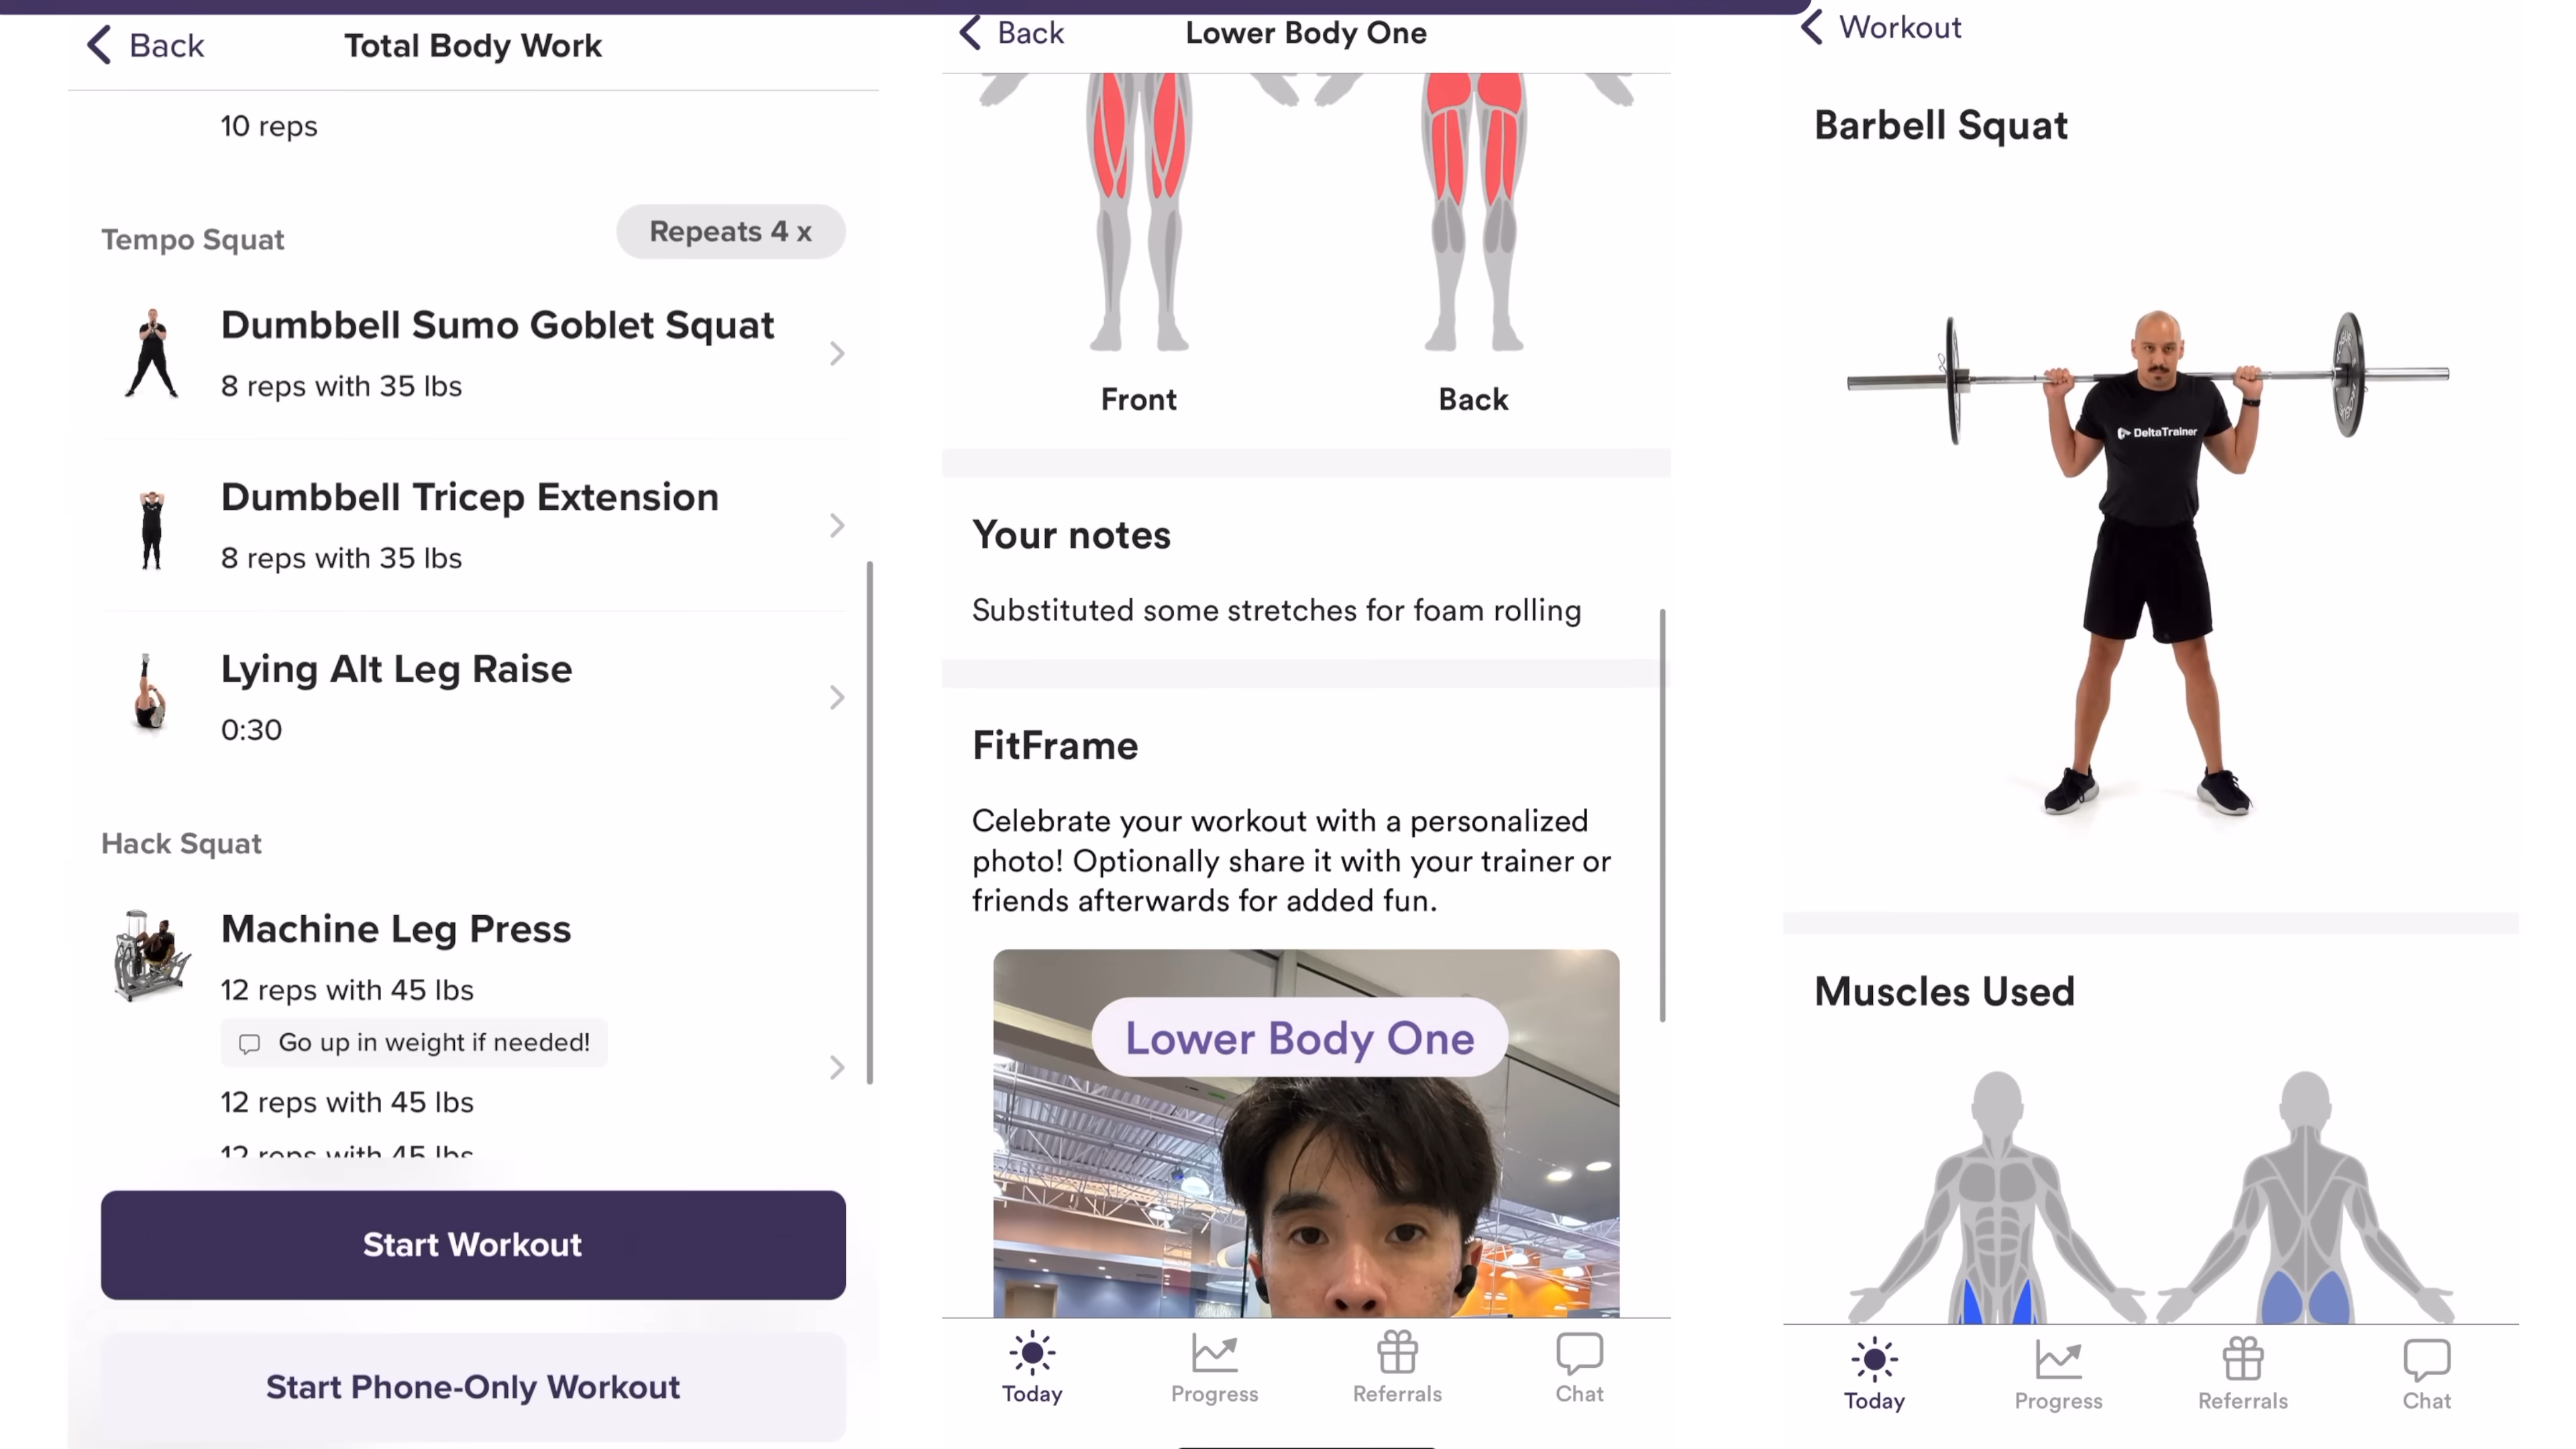 Back
Total Body Work
10 reps
Tempo Squat
Repeats 4 x
Dumbbell Sumo Goblet Squat
8 reps with 35 lbs
Dumbbell Tricep Extension
8 reps with 35 lbs
Lying Alt Leg Raise
0:30
Hack Squat
Machine Leg Press
12 reps with 45 lbs
Go up in weight if needed!
12 reps with 45 lbs
12 reps with 45 lbs
Start Workout
Start Phone-Only Workout
Back
Lower Body One
Front
Back
Your notes
Substituted some stretches for foam rolling
FitFrame
Celebrate your workout with a personalized
photo! Optionally share it with your trainer or
friends afterwards for added fun.
Lower Body One
Today
Progress
Referrals
Chat
Workout
Barbell Squat
DeltaTrainer
Muscles Used
Today
Progress
Referrals
Chat